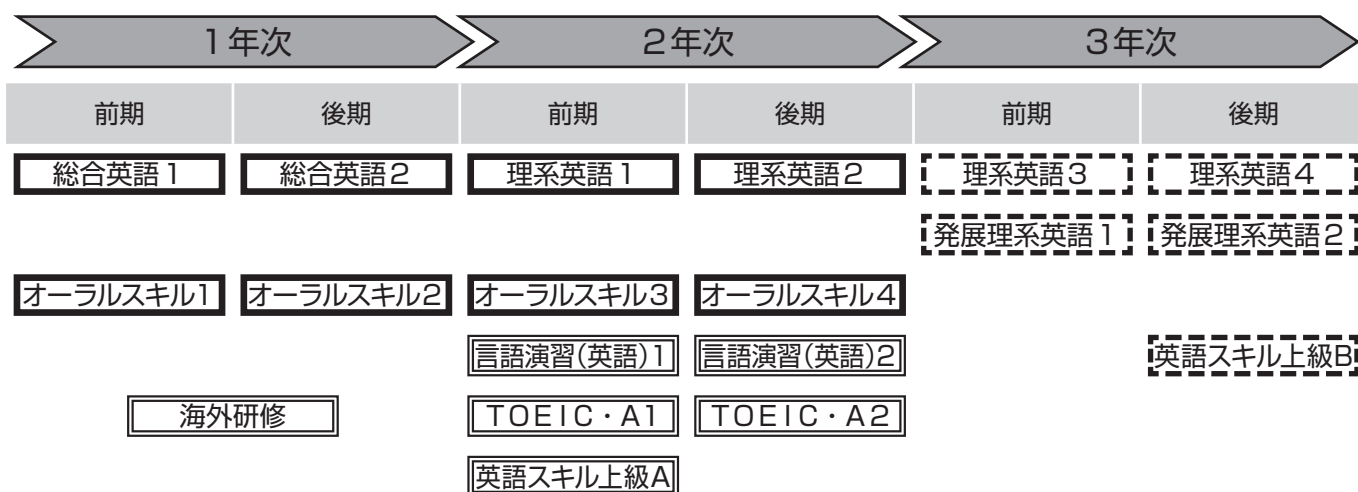 1年次 2年次 3年次
前期 後期 前期 後期 前期 後期
総合英語1 総合英語2 理系英語1 理系英語2 理系英語3 理系英語4
発展理系英語1 発展理系英語2
オーラルスキル1 オーラルスキル2 オーラルスキル3 オーラルスキル4
言語演習(英語)1 言語演習(英語)2 英語スキル上級B
海外研修 TOEIC・A1 TOEIC・A2
英語スキル上級A